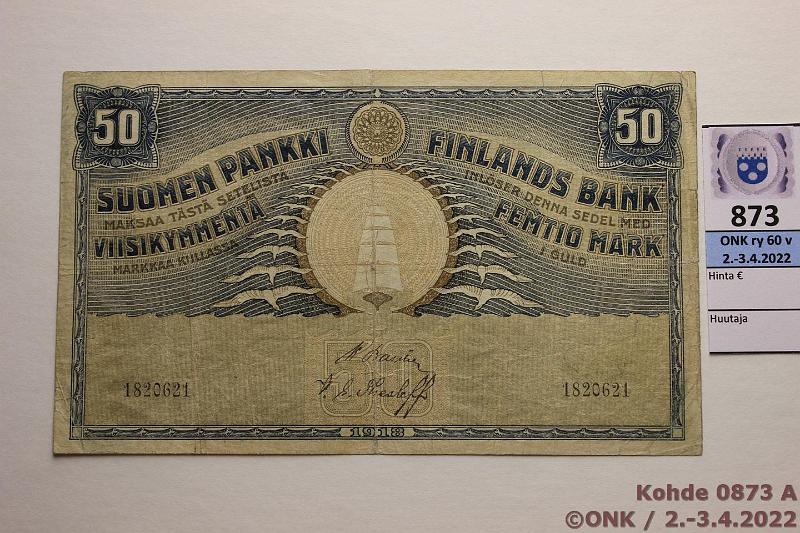 50
50
SUOMEN PANKKI
MAKSAA TÄSTÄ SETELISTÄ
VIISIKYMMENTÄ
MARKKAA KULLASSA
FINLANDS BANK
INLÖSER DENNA SEDEL MED
FEMTIO MARK
I GULD
1820621
1820621
1918
873
ONK ry 60 v
2.-3.4.2022
Hinta €
Huutaja
Kohde 0873 A
©ONK / 2.-3.4.2022